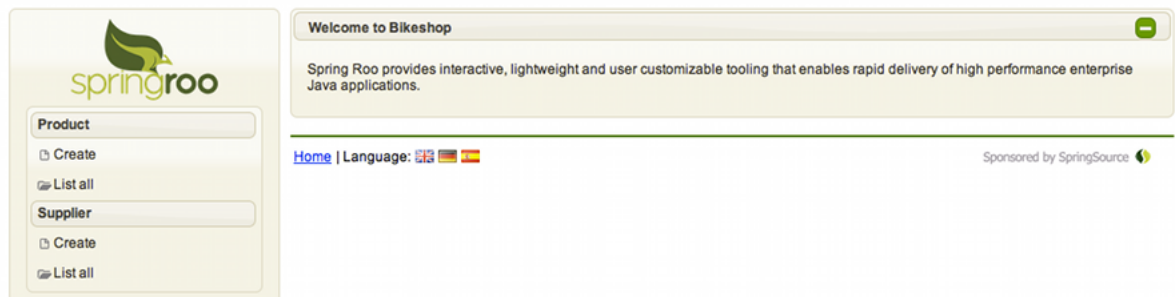 springroo
Product
Create
List all
Supplier
Create
List all
Welcome to Bikeshop
Spring Roo provides interactive, lightweight and user customizable tooling that enables rapid delivery of high performance enterprise
Java applications.
Home | Language:
Sponsored by SpringSource